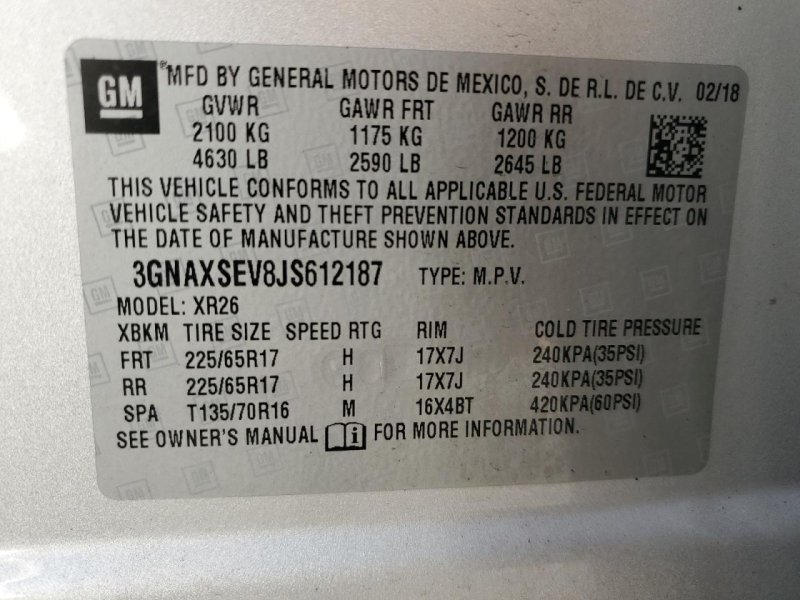 GM
® MFD BY GENERAL MOTORS DE MEXICO, S. DE R.L. DE C.V. 02/18
GVWR GAWR FRT GAWR RR
2100 KG 1175 KG 1200 KG
4630 LB 2590 LB 2645 LB
THIS VEHICLE CONFORMS TO ALL APPLICABLE U.S. FEDERAL MOTOR
VEHICLE SAFETY AND THEFT PREVENTION STANDARDS IN EFFECT ON
THE DATE OF MANUFACTURE SHOWN ABOVE.
3GNAXSEV8JS612187 TYPE: M.P.V.
MODEL: XR26
XBKM TIRE SIZE SPEED RTG RIM COLD TIRE PRESSURE
FRT 225/65R17 H 17X7J 240KPA(35PSI)
RR 225/65R17 H 17X7J 240KPA(35PSI)
SPA T135/70R16 M 16X4BT 420KPA(60PSI)
SEE OWNER'S MANUAL i FOR MORE INFORMATION.